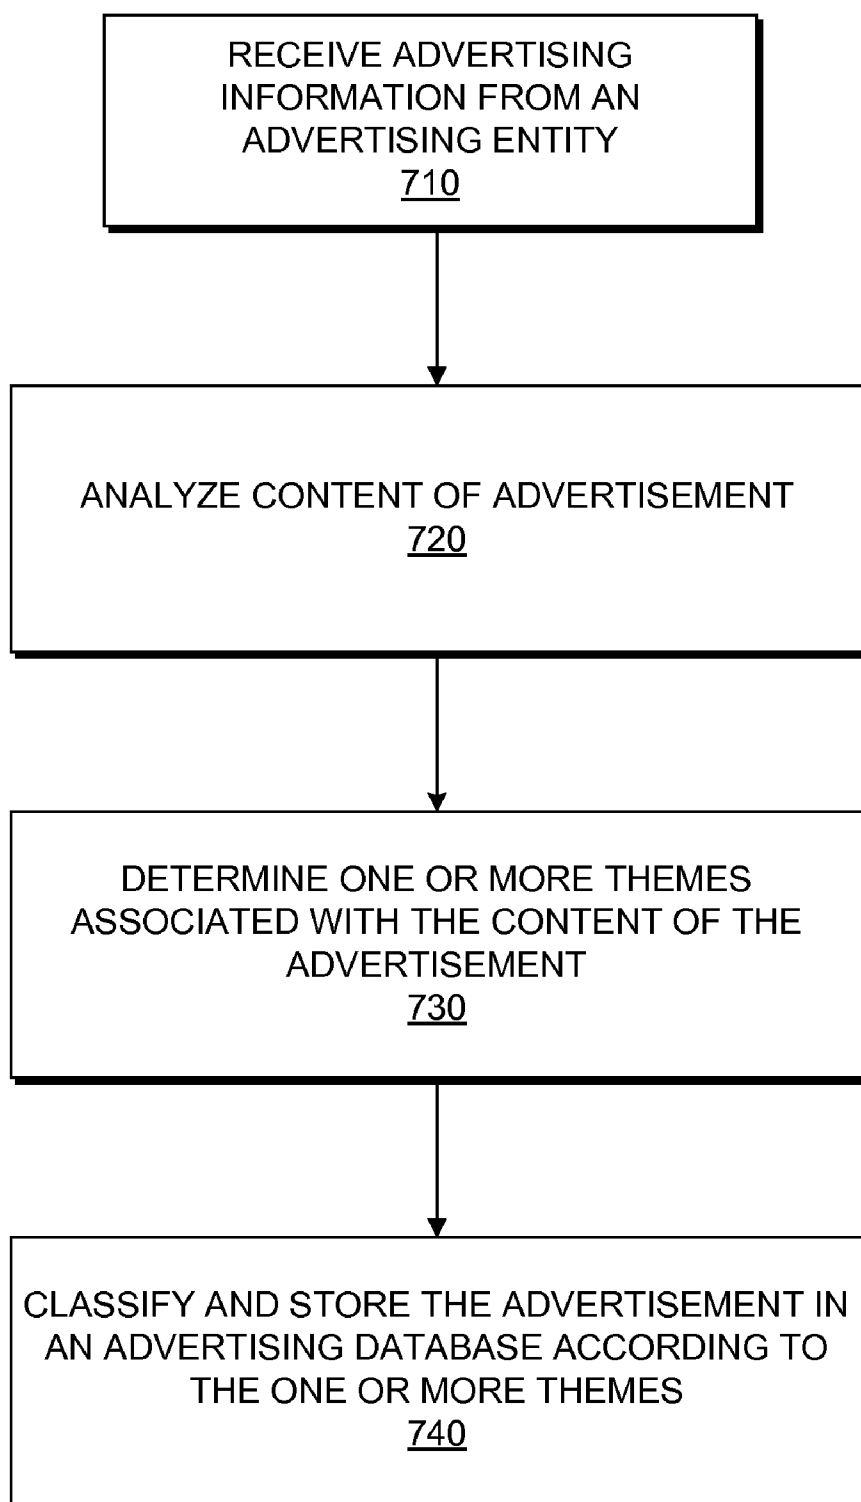 RECEIVE ADVERTISING
INFORMATION FROM AN
ADVERTISING ENTITY
710
ANALYZE CONTENT OF ADVERTISEMENT
720
DETERMINE ONE OR MORE THEMES
ASSOCIATED WITH THE CONTENT OF THE
ADVERTISEMENT
730
CLASSIFY AND STORE THE ADVERTISEMENT IN
AN ADVERTISING DATABASE ACCORDING TO
THE ONE OR MORE THEMES
740